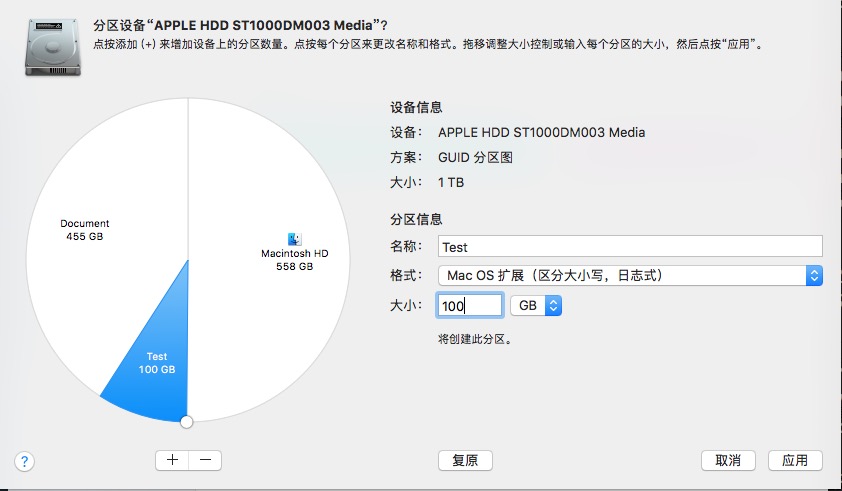 分区设备“APPLE HDD ST1000DM003 Media”？
点按添加 (+) 来增加设备上的分区数量。点按每个分区来更改名称和格式。拖移调整大小控制或输入每个分区的大小，然后点按“应用”。
设备信息
设备： APPLE HDD ST1000DM003 Media
方案： GUID 分区图
大小： 1 TB
Document
455 GB
Macintosh HD
558 GB
Test
100 GB
分区信息
名称： Test
格式： Mac OS 扩展（区分大小写，日志式）
大小： 100 GB
将创建此分区。
? + − 复原 取消 应用